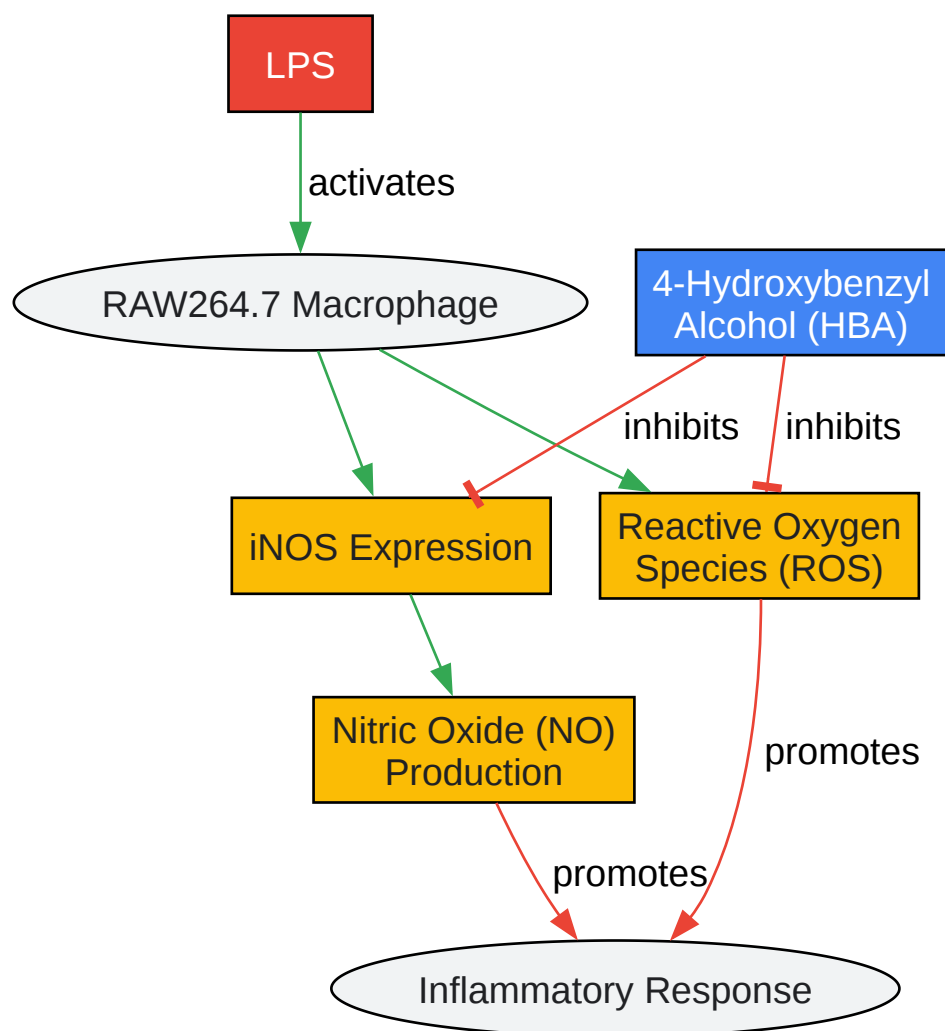 LPS
activates
RAW264.7 Macrophage
4-Hydroxybenzyl
Alcohol (HBA)
inhibits
inhibits
iNOS Expression
Reactive Oxygen
Species (ROS)
Nitric Oxide (NO)
Production
promotes
promotes
Inflammatory Response